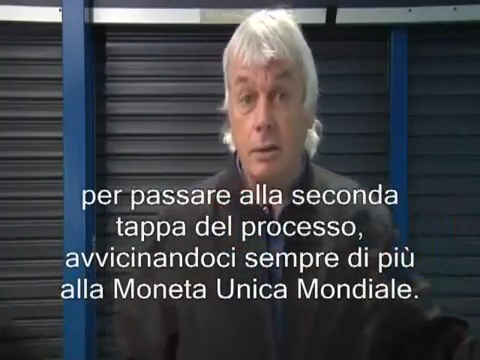 per passare alla seconda
tappa del processo,
avvicinandoci sempre di più
alla Moneta Unica Mondiale.